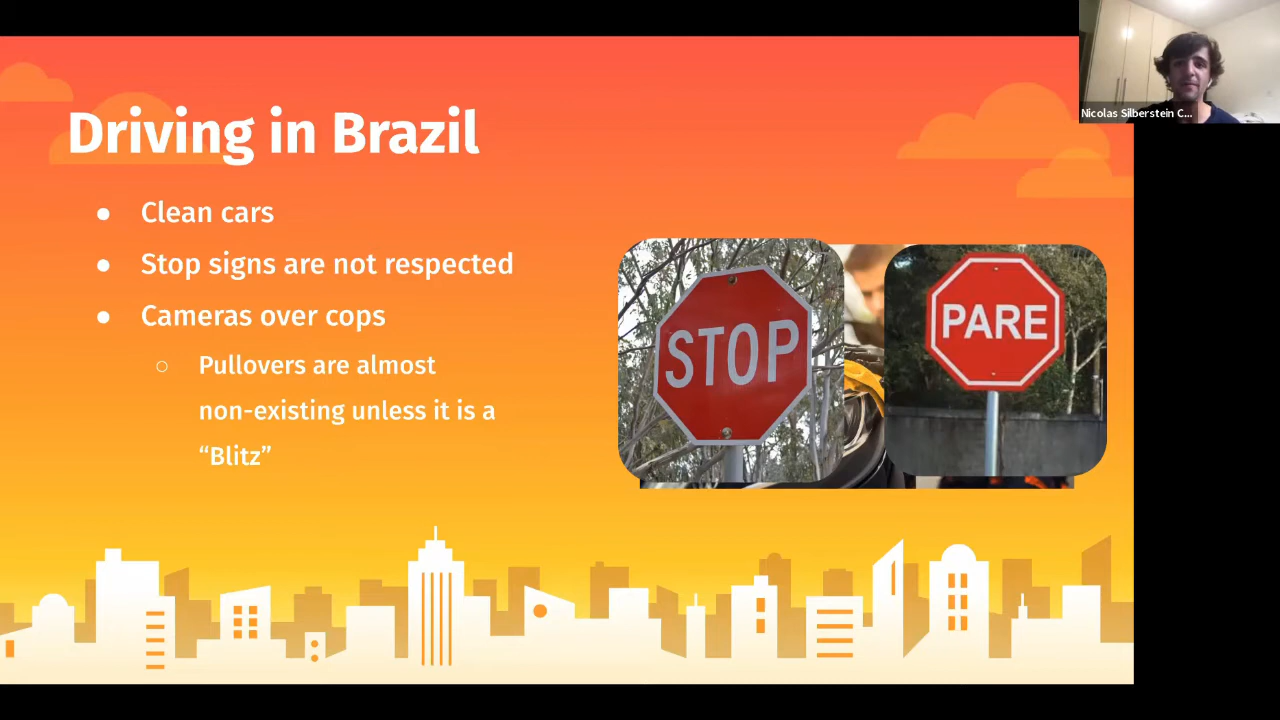 Driving in Brazil
● Clean cars
● Stop signs are not respected
● Cameras over cops
○ Pullovers are almost
non-existing unless it is a
“Blitz”
STOP
PARE
Nicolas Silberstein C...